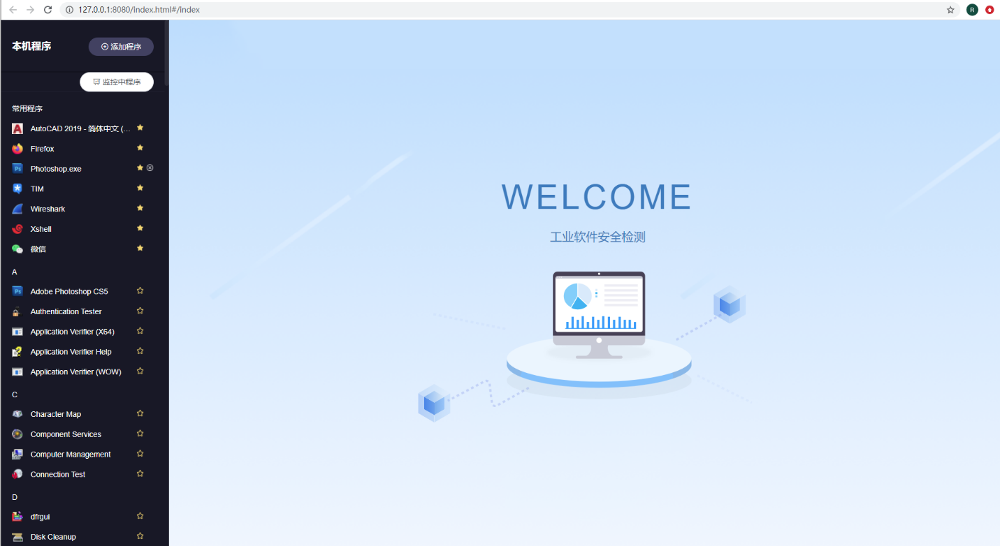 127.0.0.1:8080/index.html#/index
R
本机程序
添加程序
监控中程序
常用程序
AutoCAD 2019 - 简体中文 (...
Firefox
Photoshop.exe
TIM
Wireshark
Xshell
微信
A
Adobe Photoshop CS5
Authentication Tester
Application Verifier (X64)
Application Verifier Help
Application Verifier (WOW)
C
Character Map
Component Services
Computer Management
Connection Test
D
dfrgui
Disk Cleanup
WELCOME
工业软件安全检测